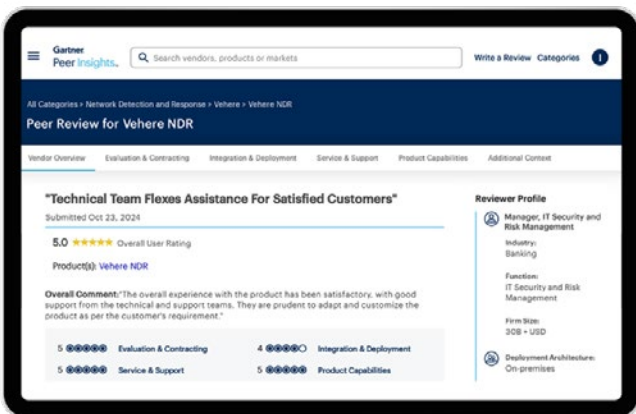 Gartner
Peer Insights.
Search vendors, products or markets
Write a Review Categories
I
All Categories > Network Detection and Response > Vehere > Vehere NDR
Peer Review for Vehere NDR
Vendor Overview Evaluation & Contracting Integration & Deployment Service & Support Product Capabilities Additional Context
"Technical Team Flexes Assistance For Satisfied Customers"
Submitted Oct 23, 2024
5.0 ★★★★★ Overall User Rating
Product(s): Vehere NDR
Overall Comment:"The overall experience with the product has been satisfactory, with good
support from the technical and support teams. They are prudent to adapt and customize the
product as per the customer's requirement."
5 Evaluation & Contracting 4 Integration & Deployment
5 Service & Support 5 Product Capabilities
Reviewer Profile
Manager, IT Security and
Risk Management
Industry:
Banking
Function:
IT Security and Risk
Management
Firm Size:
30B + USD
Deployment Architecture:
On-premises